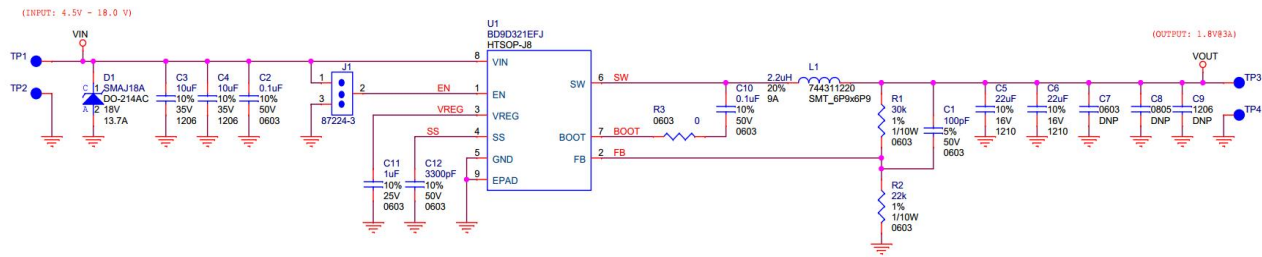 (INPUT: 4.5V - 18.0 V)
VIN
TP1
TP2
D1
SMAJ18A
DO-214AC
18V
13.7A
C
1
A
2
C3
10uF
10%
35V
1206
C4
10uF
10%
35V
1206
C2
0.1uF
10%
50V
0603
J1
1
2
3
87224-3
EN
VREG
SS
C11
1uF
10%
25V
0603
C12
3300pF
10%
50V
0603
U1
BD9D321EFJ
HTSOP-J8
8
VIN
1
EN
3
VREG
4
SS
5
GND
9
EPAD
SW
6
SW
BOOT
7
BOOT
FB
2
FB
R3
0603
0
C10
0.1uF
10%
50V
0603
L1
2.2uH
20%
9A
744311220
SMT_6P9x6P9
R1
30k
1%
1/10W
0603
C1
100pF
5%
50V
0603
R2
22k
1%
1/10W
0603
C5
22uF
10%
16V
1210
C6
22uF
10%
16V
1210
C7
0603
DNP
C8
0805
DNP
C9
1206
DNP
(OUTPUT: 1.8V@3A)
VOUT
TP3
TP4